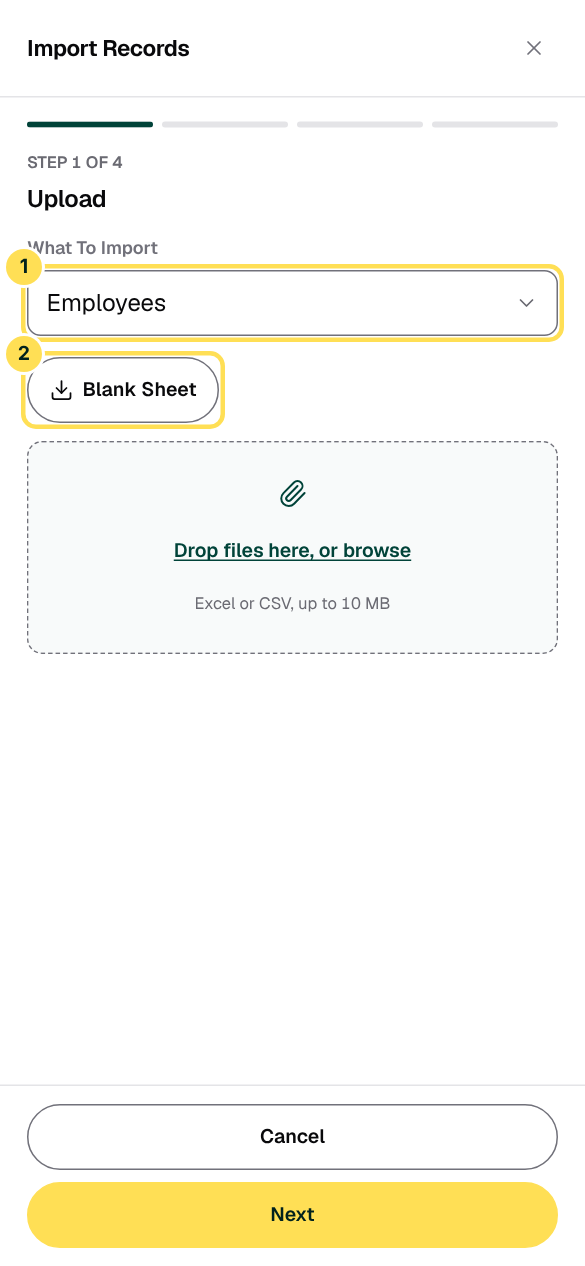 Import Records
STEP 1 OF 4
Upload
What To Import
1
Employees
2
Blank Sheet
Drop files here, or browse
Excel or CSV, up to 10 MB
Cancel
Next